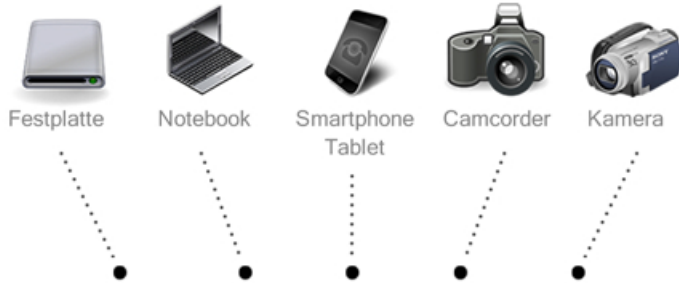 Festplatte
Notebook
Smartphone
Tablet
Camcorder
Kamera